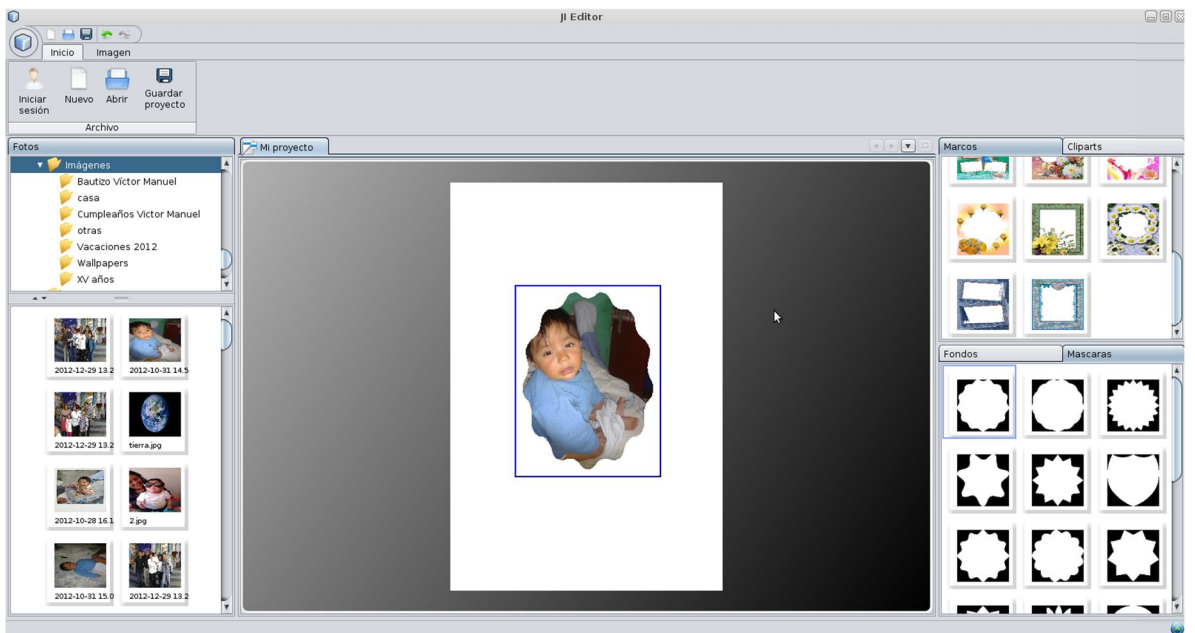 JI Editor
Inicio
Imagen
Iniciar sesión
Nuevo
Abrir
Guardar proyecto
Archivo
Fotos
Imágenes
Bautizo Víctor Manuel
casa
Cumpleaños Victor Manuel
otras
Vacaciones 2012
Wallpapers
XV años
2012-12-29 13.2
2012-10-31 14.5
2012-12-29 13.2
tierra.jpg
2012-10-28 16.1
2.jpg
2012-10-31 15.0
2012-12-29 13.2
Mi proyecto
Marcos
Cliparts
Fondos
Mascaras